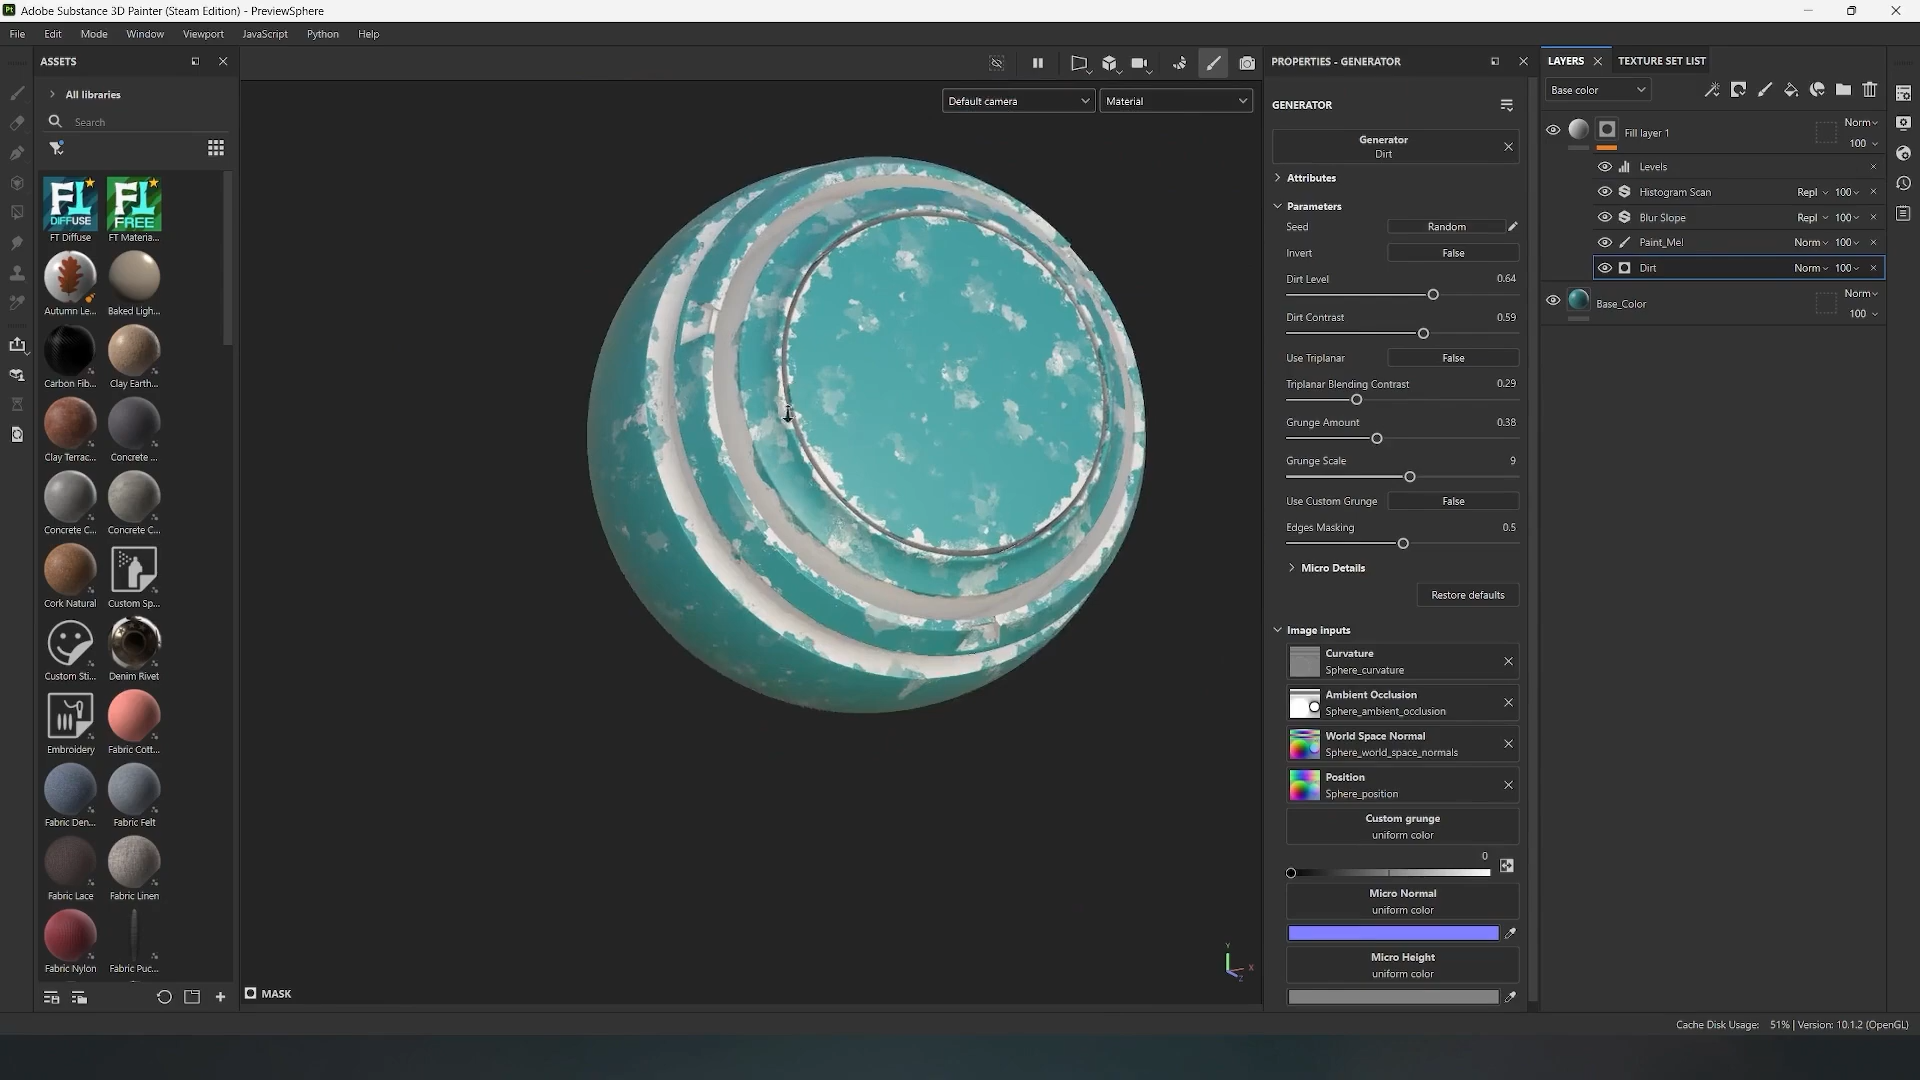 Pt Adobe Substance 3D Painter (Steam Edition) - PreviewSphere
File Edit Mode Window Viewport JavaScript Python Help
ASSETS
All libraries
Search
FL DIFFUSE
FL FREE
FT Diffuse
FT Materia...
Autumn Le...
Baked Ligh...
Carbon Fib...
Clay Earth...
Clay Terrac...
Concrete ...
Concrete C...
Concrete C...
Cork Natural
Custom Sp...
Custom Sti...
Denim Rivet
Embroidery
Fabric Cott...
Fabric Den...
Fabric Felt
Fabric Lace
Fabric Linen
Fabric Nylon
Fabric Puc...
Default camera
Material
MASK
Y
X
Z
PROPERTIES - GENERATOR
GENERATOR
Generator
Dirt
Attributes
Parameters
Seed Random
Invert False
Dirt Level 0.64
Dirt Contrast 0.59
Use Triplanar False
Triplanar Blending Contrast 0.29
Grunge Amount 0.38
Grunge Scale 9
Use Custom Grunge False
Edges Masking 0.5
Micro Details
Restore defaults
Image inputs
Curvature
Sphere_curvature
Ambient Occlusion
Sphere_ambient_occlusion
World Space Normal
Sphere_world_space_normals
Position
Sphere_position
Custom grunge
uniform color
0
Micro Normal
uniform color
Micro Height
uniform color
LAYERS
TEXTURE SET LIST
Base color
Fill layer 1 Norm
100
Levels
Histogram Scan Repl 100
Blur Slope Repl 100
Paint_Mel Norm 100
Dirt Norm 100
Base_Color Norm
100
Cache Disk Usage: 51% | Version: 10.1.2 (OpenGL)